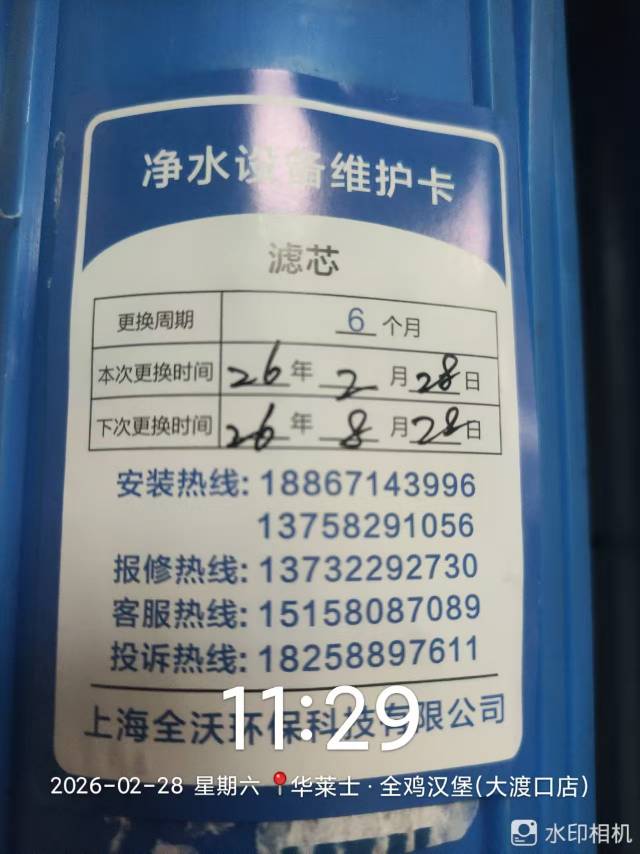 净水设备维护卡
滤芯
更换周期 6 个月
本次更换时间 26 年 2 月 28 日
下次更换时间 26 年 8 月 28 日
安装热线: 18867143996
13758291056
报修热线: 13732292730
客服热线: 15158087089
投诉热线: 18258897611
上海全沃环保科技有限公司
11:29
2026-02-28 星期六 📍华莱士·全鸡汉堡(大渡口店)
水印相机